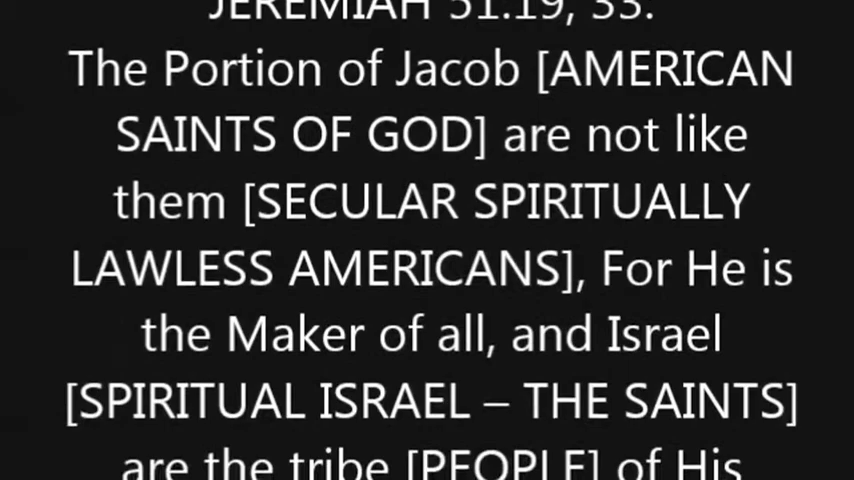 JEREMIAH 51:19, 33.
The Portion of Jacob [AMERICAN
SAINTS OF GOD] are not like
them [SECULAR SPIRITUALLY
LAWLESS AMERICANS], For He is
the Maker of all, and Israel
[SPIRITUAL ISRAEL – THE SAINTS]
are the tribe [PEOPLE] of His